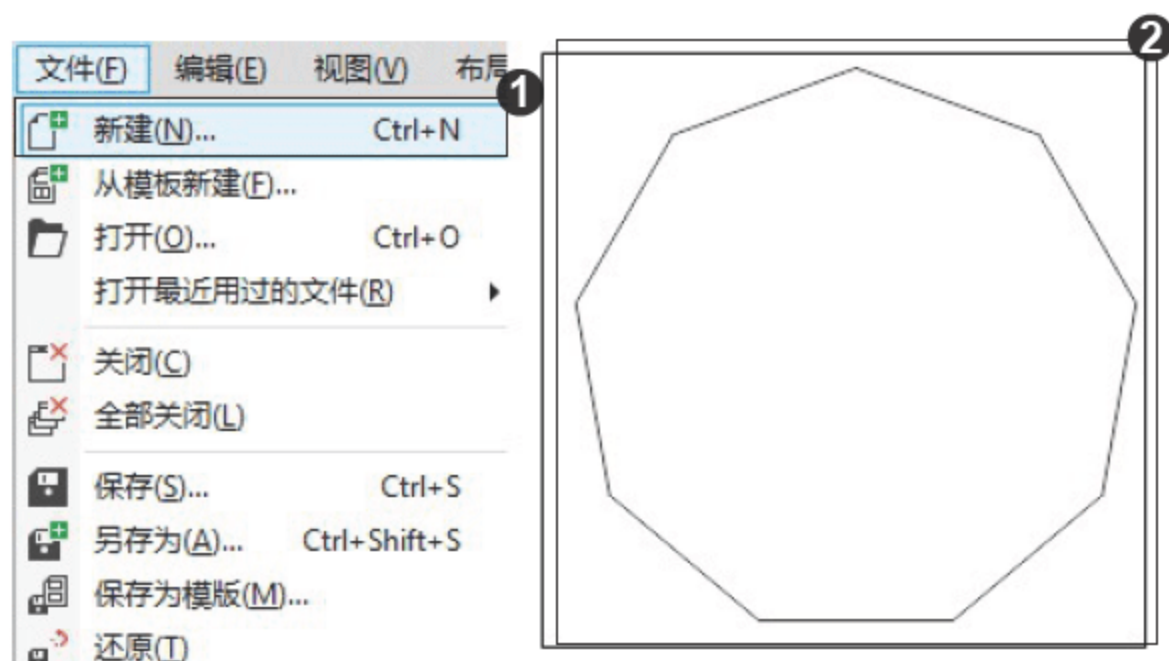 文件(F) 编辑(E) 视图(V) 布局
1
2
新建(N)... Ctrl+N
从模板新建(F)...
打开(O)... Ctrl+O
打开最近用过的文件(R)
关闭(C)
全部关闭(L)
保存(S)... Ctrl+S
另存为(A)... Ctrl+Shift+S
保存为模版(M)...
还原(T)